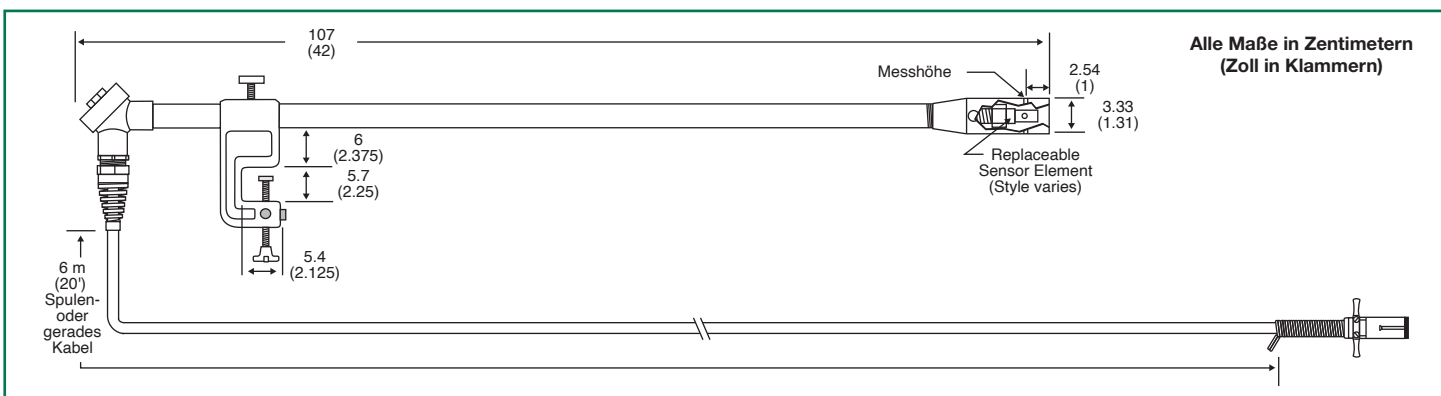 107
(42)
Alle Maße in Zentimetern
(Zoll in Klammern)
Messhöhe
2.54
(1)
3.33
(1.31)
6
(2.375)
5.7
(2.25)
Replaceable
Sensor Element
(Style varies)
5.4
(2.125)
6 m
(20')
Spulen-
oder
gerades
Kabel